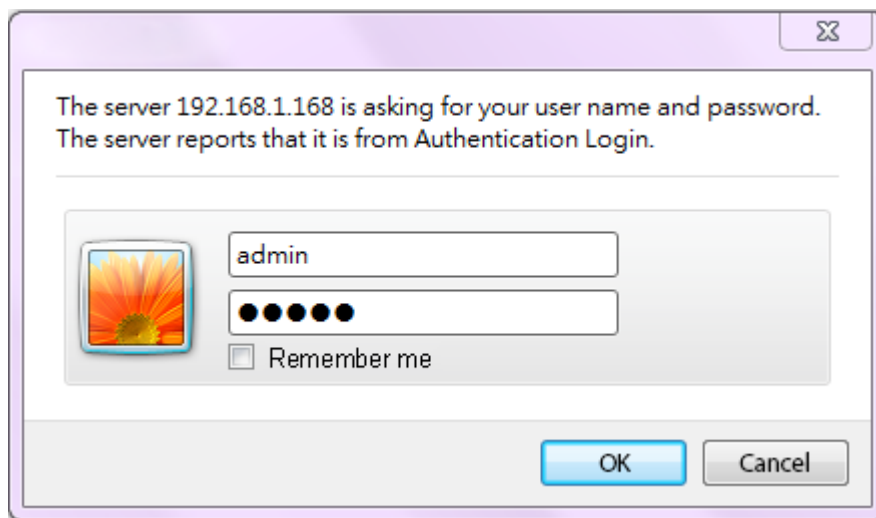 The server 192.168.1.168 is asking for your user name and password.
The server reports that it is from Authentication Login.
admin
●●●●●
Remember me
OK
Cancel